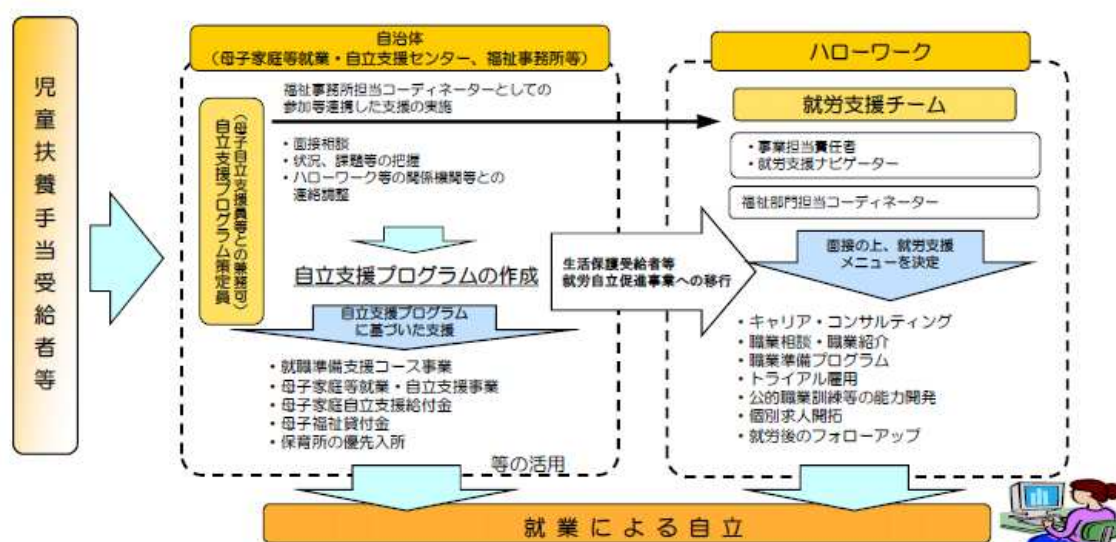 児童扶養手当受給者等
自治体
(母子家庭等就業・自立支援センター、福祉事務所等)
自立支援プログラム策定員
(母子自立支援員等との兼務可)
福祉事務所担当コーディネーターとしての
参加等連携した支援の実施
・面接相談
・状況、課題等の把握
・ハローワーク等の関係機関等との
連絡調整
自立支援プログラムの作成
自立支援プログラム
に基づいた支援
・就職準備支援コース事業
・母子家庭等就業・自立支援事業
・母子家庭自立支援給付金
・母子福祉貸付金
・保育所の優先入所
等の活用
生活保護受給者等
就労自立促進事業への移行
ハローワーク
就労支援チーム
・事業担当責任者
・就労支援ナビゲーター
福祉部門担当コーディネーター
面接の上、就労支援
メニューを決定
・キャリア・コンサルティング
・職業相談・職業紹介
・職業準備プログラム
・トライアル雇用
・公的職業訓練等の能力開発
・個別求人開拓
・就労後のフォローアップ
就業による自立